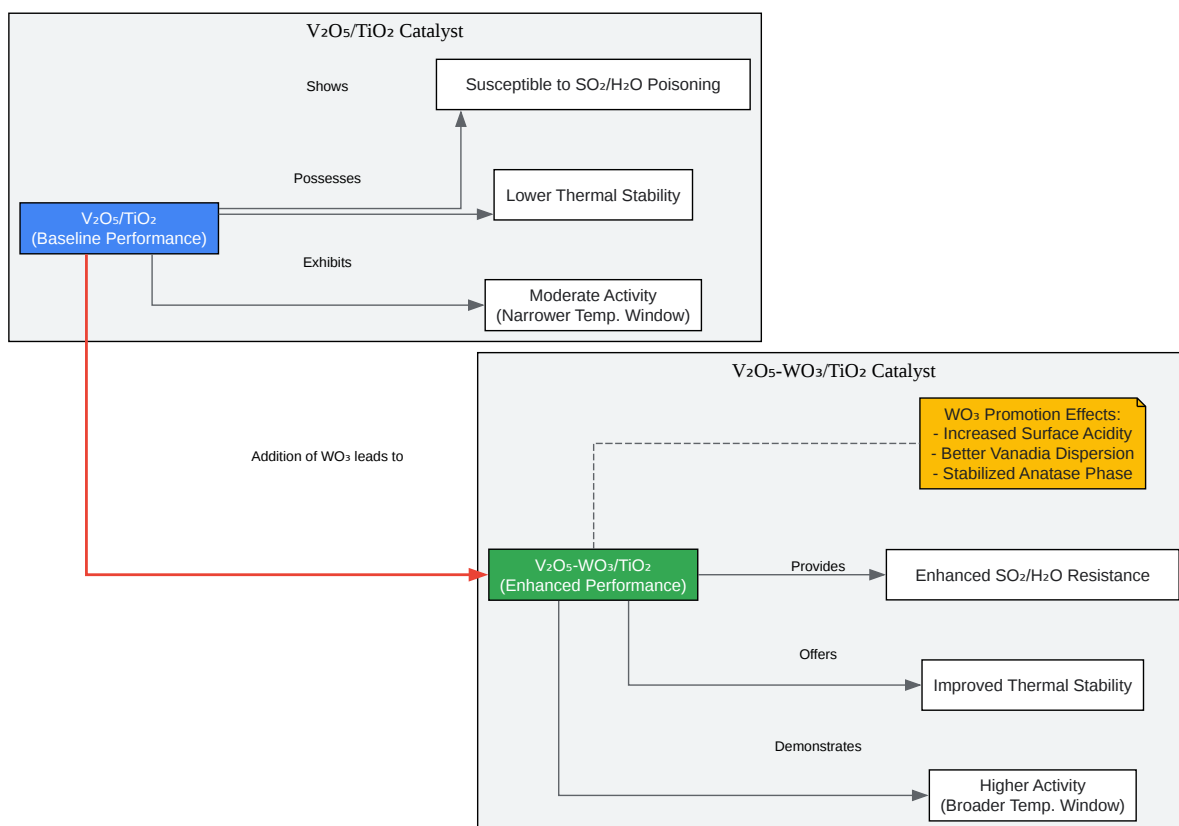 V₂O₅/TiO₂ Catalyst
Shows
Susceptible to SO₂/H₂O Poisoning
Possesses
Lower Thermal Stability
V₂O₅/TiO₂
(Baseline Performance)
Exhibits
Moderate Activity
(Narrower Temp. Window)
V₂O₅-WO₃/TiO₂ Catalyst
WO₃ Promotion Effects:
- Increased Surface Acidity
- Better Vanadia Dispersion
- Stabilized Anatase Phase
Addition of WO₃ leads to
V₂O₅-WO₃/TiO₂
(Enhanced Performance)
Provides
Enhanced SO₂/H₂O Resistance
Offers
Improved Thermal Stability
Demonstrates
Higher Activity
(Broader Temp. Window)